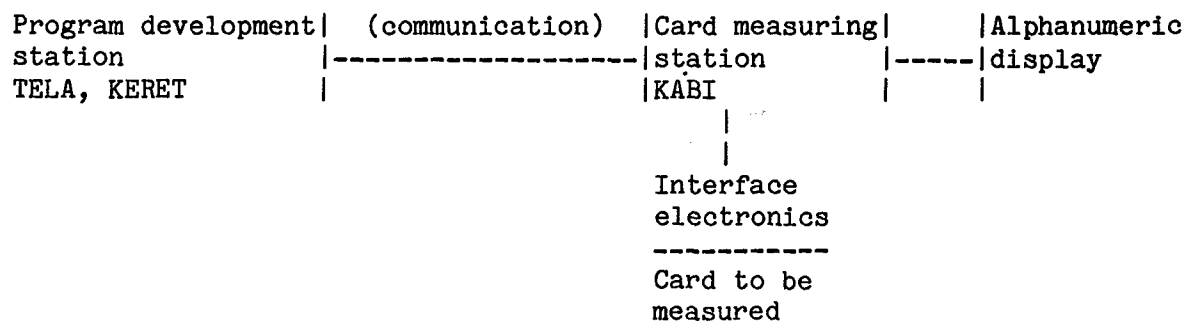 Program development|  (communication)  |Card measuring|     |Alphanumeric
station            |-------------------|station       |-----|display
TELA, KERET        |                   |KABI          |     |
|
|
Interface
electronics
-----------
Card to be
measured